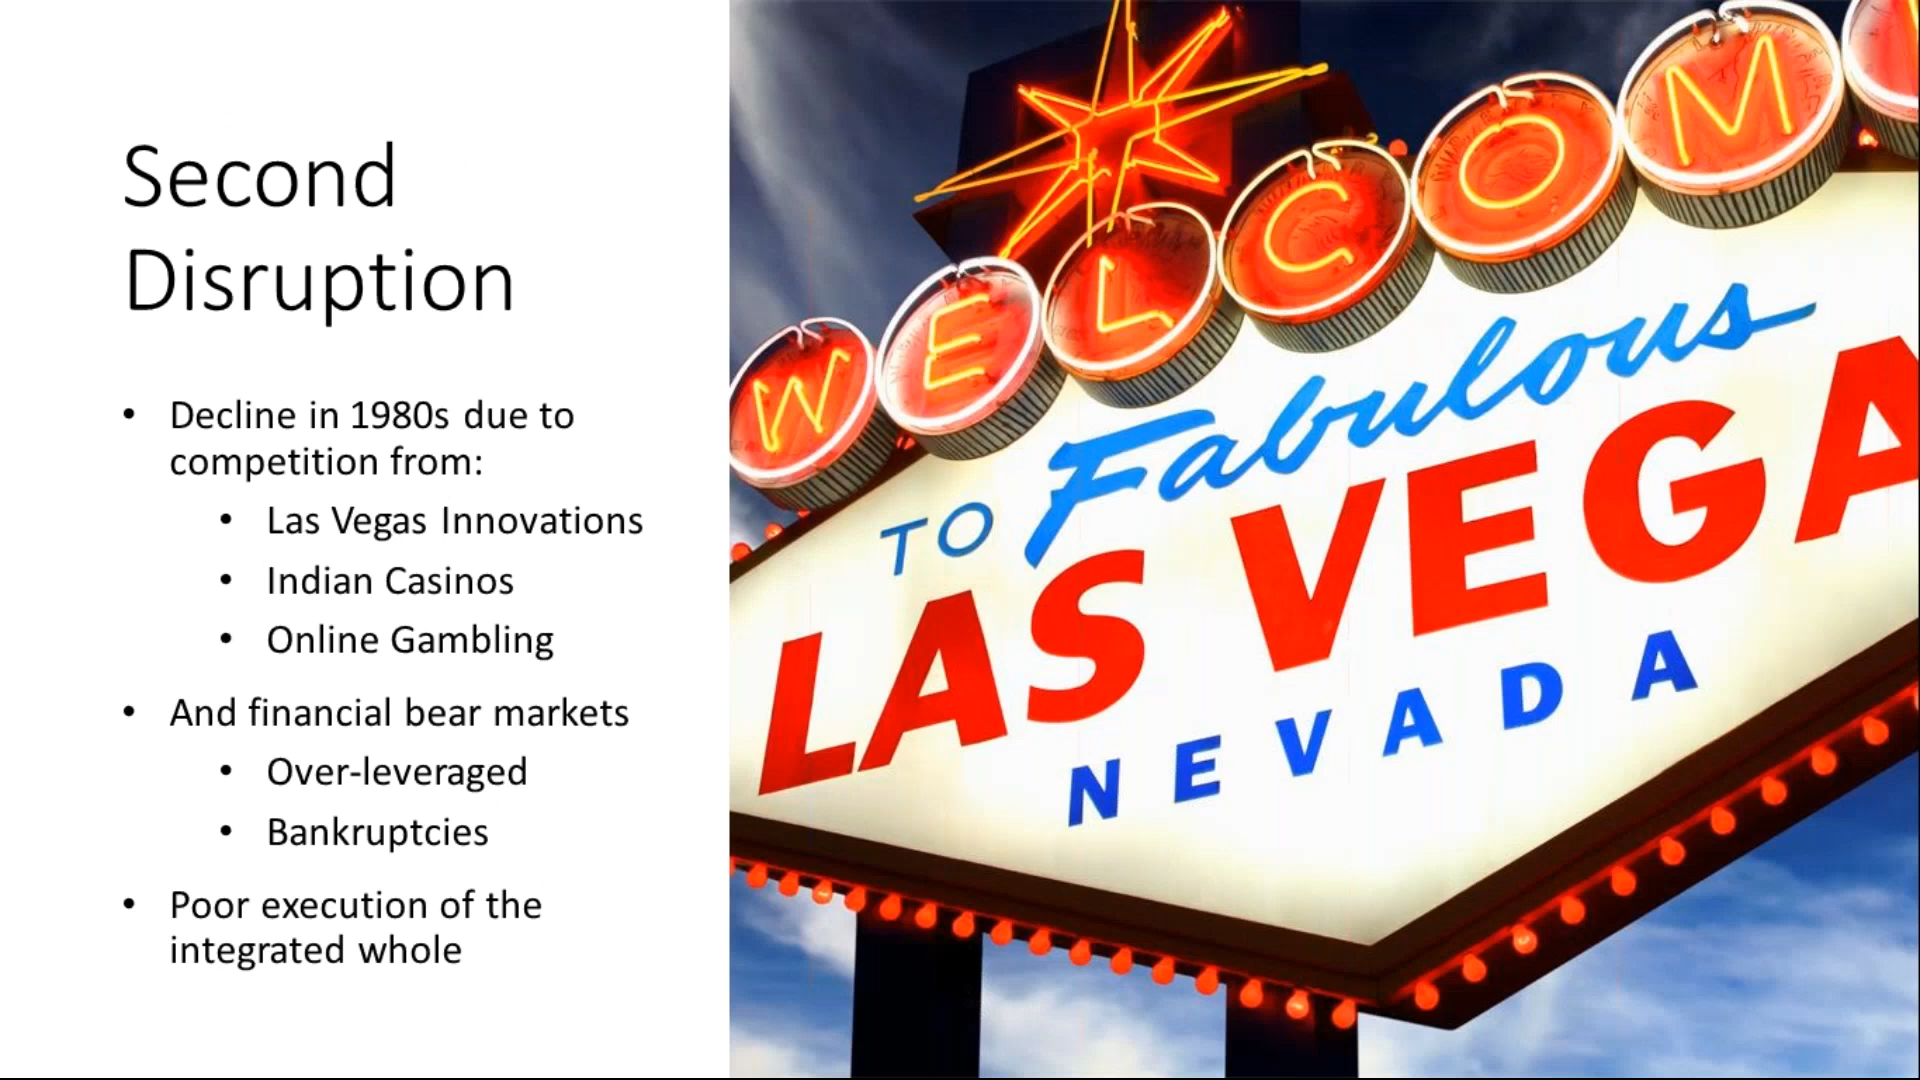 Second
Disruption
• Decline in 1980s due to
competition from:
• Las Vegas Innovations
• Indian Casinos
• Online Gambling
• And financial bear markets
• Over-leveraged
• Bankruptcies
• Poor execution of the
integrated whole
WELCOM
TO Fabulous
LAS VEGA
NEVADA